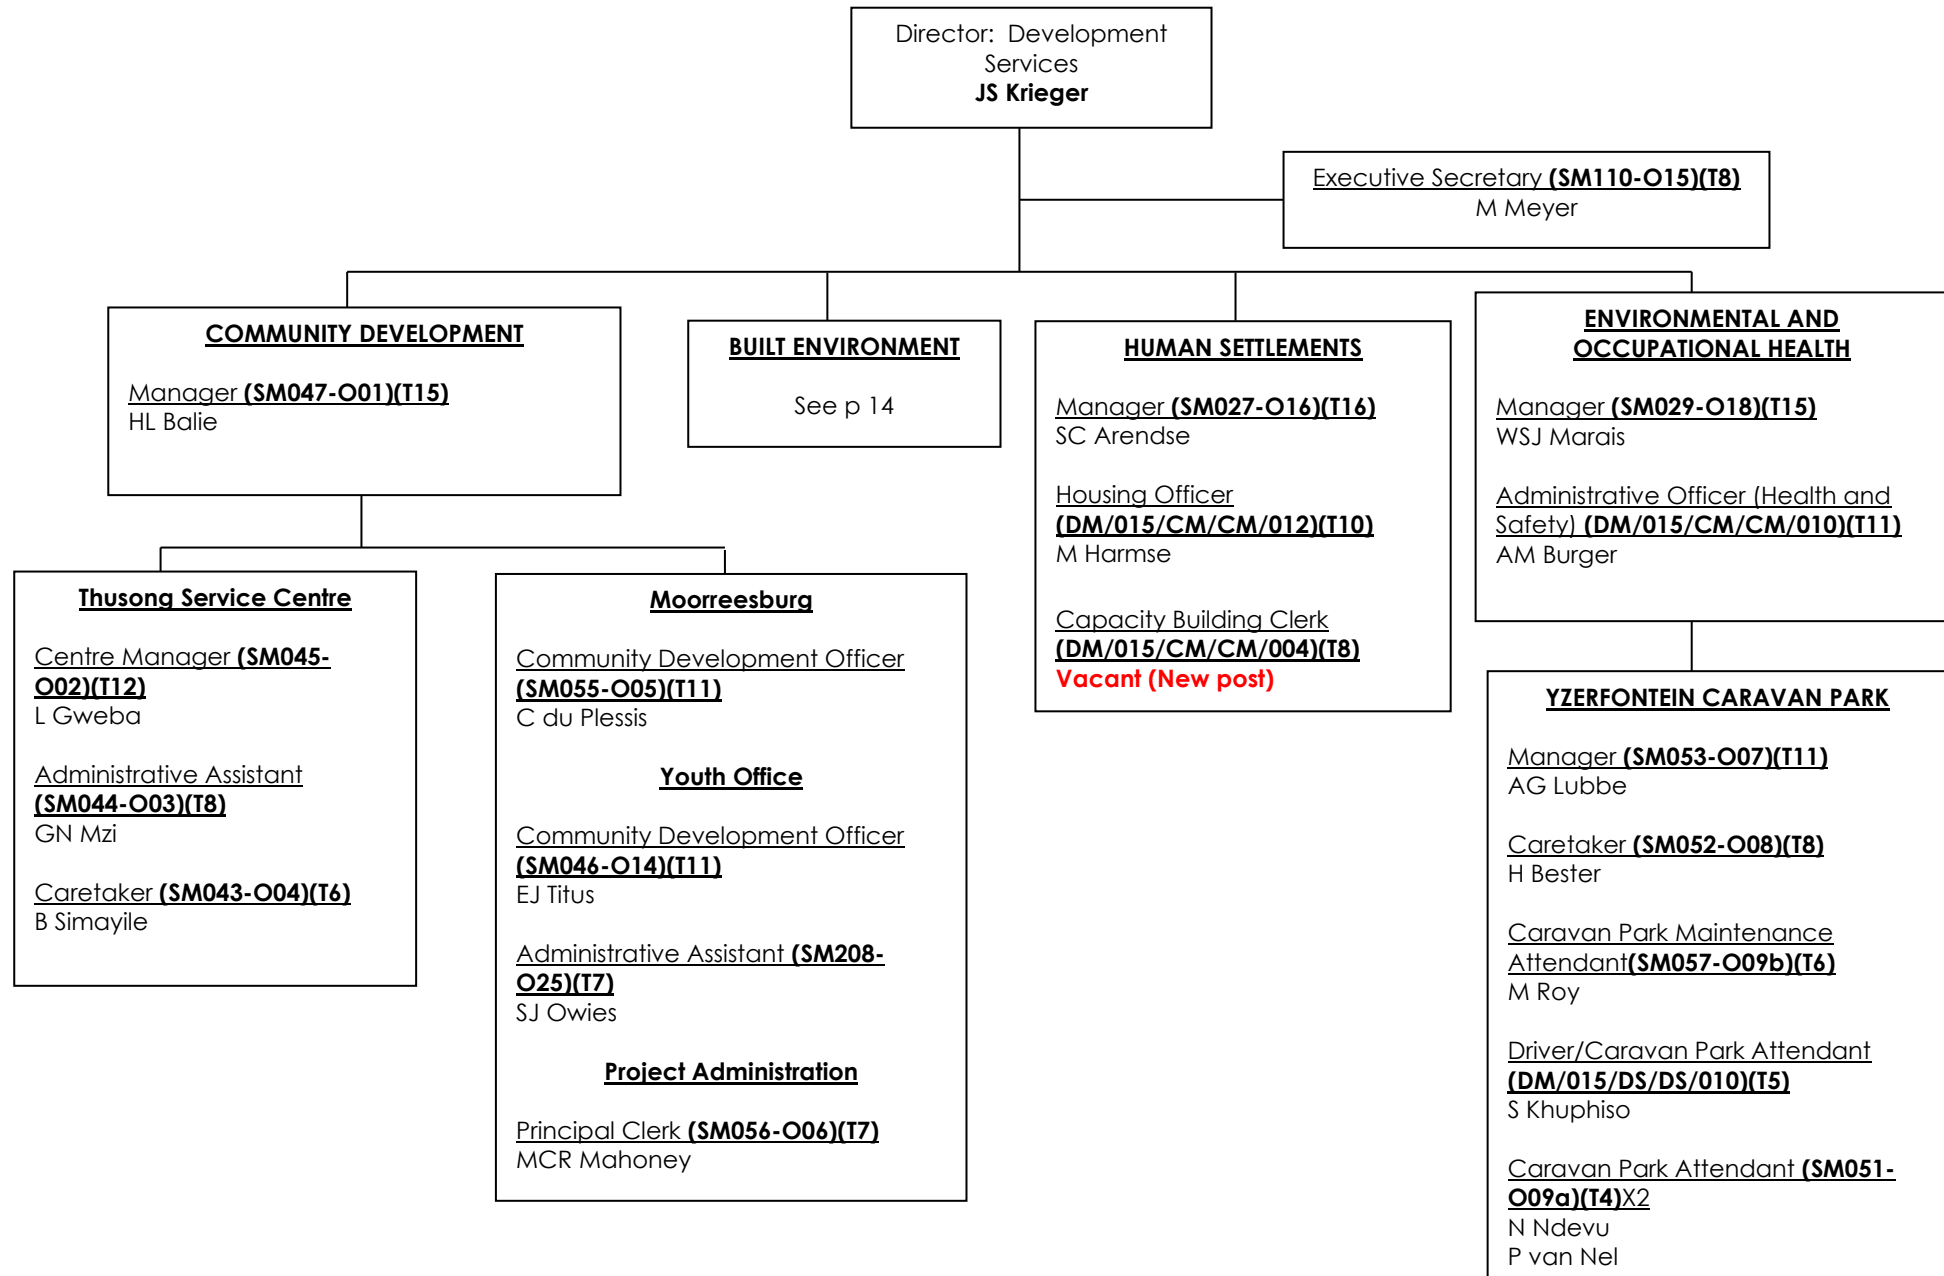 Director:  Development
Services
JS Krieger
Executive Secretary (SM110-O15)(T8)
M Meyer
COMMUNITY DEVELOPMENT
Manager (SM047-O01)(T15)
HL Balie
BUILT ENVIRONMENT
See p 14
HUMAN SETTLEMENTS
Manager (SM027-O16)(T16)
SC Arendse
Housing Officer
(DM/015/CM/CM/012)(T10)
M Harmse
Capacity Building Clerk
(DM/015/CM/CM/004)(T8)
Vacant (New post)
ENVIRONMENTAL AND
OCCUPATIONAL HEALTH
Manager (SM029-O18)(T15)
WSJ Marais
Administrative Officer (Health and
Safety) (DM/015/CM/CM/010)(T11)
AM Burger
Thusong Service Centre
Centre Manager (SM045-
O02)(T12)
L Gweba
Administrative Assistant
(SM044-O03)(T8)
GN Mzi
Caretaker (SM043-O04)(T6)
B Simayile
Moorreesburg
Community Development Officer
(SM055-O05)(T11)
C du Plessis
Youth Office
Community Development Officer
(SM046-O14)(T11)
EJ Titus
Administrative Assistant (SM208-
O25)(T7)
SJ Owies
Project Administration
Principal Clerk (SM056-O06)(T7)
MCR Mahoney
YZERFONTEIN CARAVAN PARK
Manager (SM053-O07)(T11)
AG Lubbe
Caretaker (SM052-O08)(T8)
H Bester
Caravan Park Maintenance
Attendant(SM057-O09b)(T6)
M Roy
Driver/Caravan Park Attendant
(DM/015/DS/DS/010)(T5)
S Khuphiso
Caravan Park Attendant (SM051-
O09a)(T4)X2
N Ndevu
P van Nel